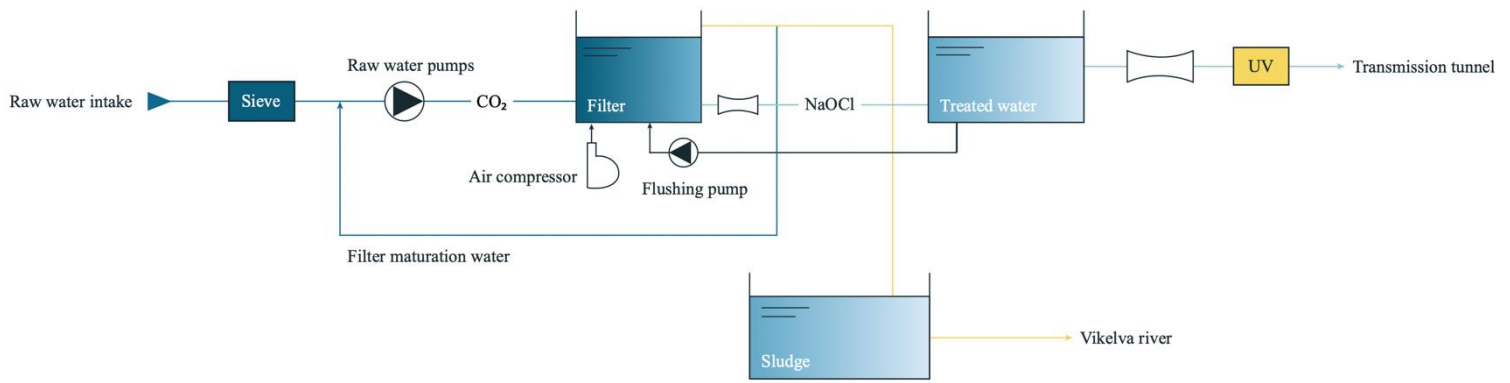 Raw water intake
Sieve
Raw water pumps
CO₂
Filter
Air compressor
Flushing pump
NaOCl
Treated water
UV
Transmission tunnel
Filter maturation water
Sludge
Vikelva river